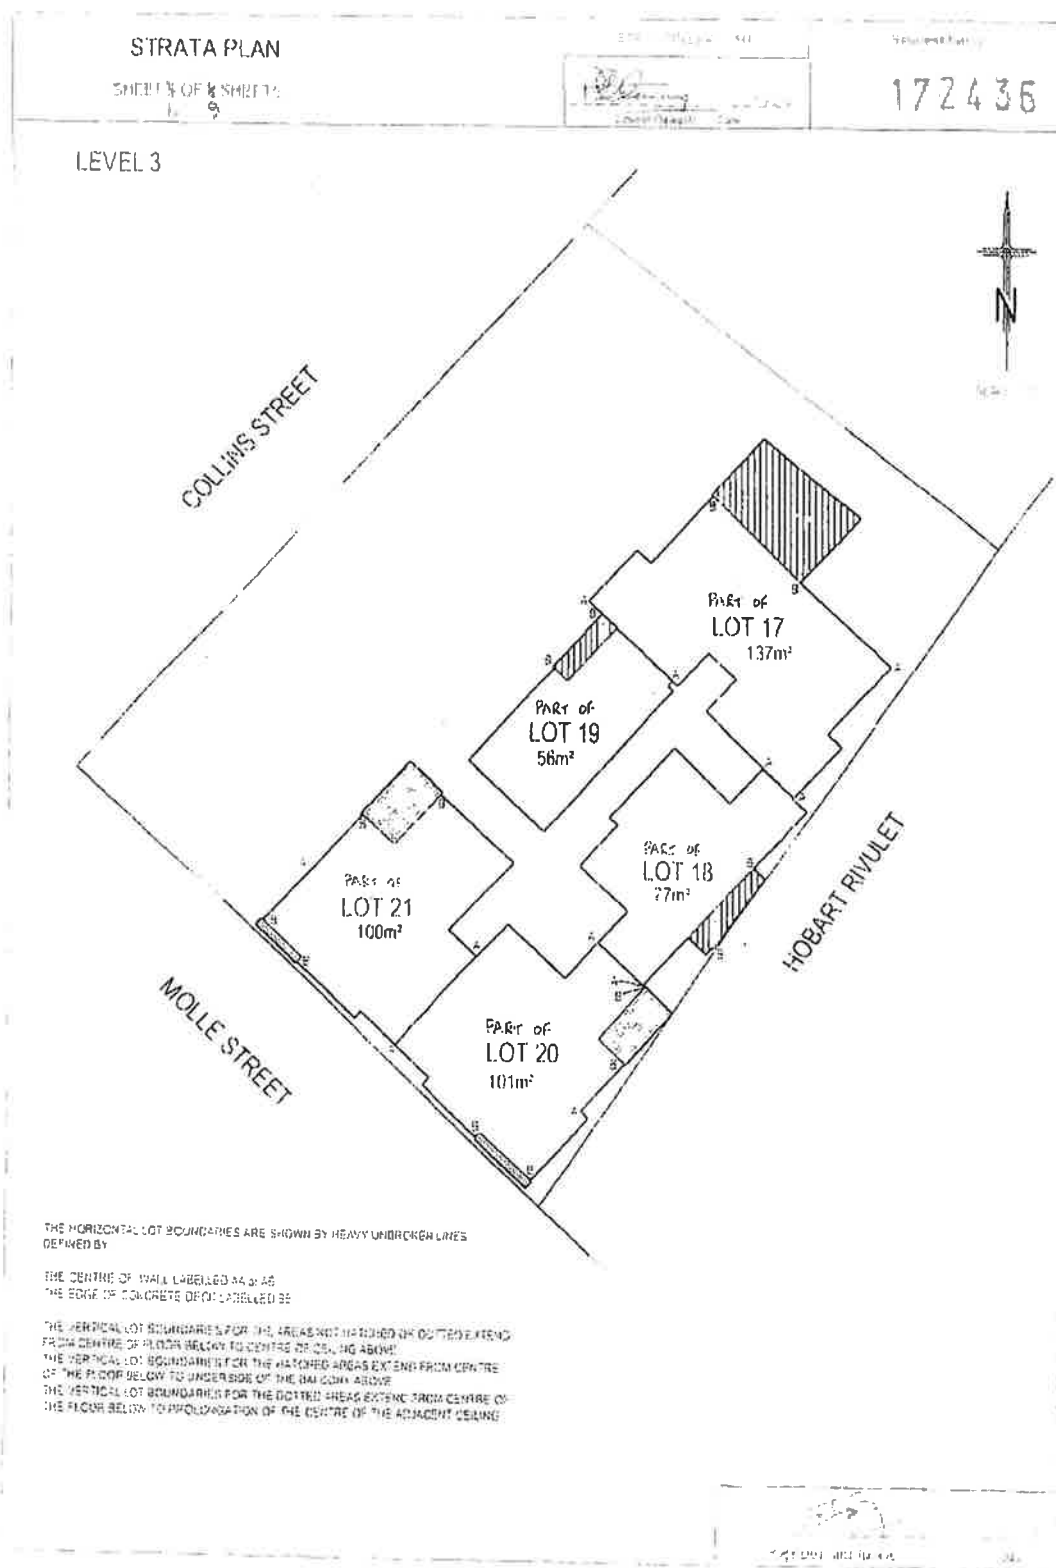 STRATA PLAN
SHEET OF SHEETS
9
172436
LEVEL 3
N
COLLINS STREET
B
B
PART OF
LOT 17
137m²
A
B
B
A
A
PART OF
LOT 19
56m²
A
PART OF
LOT 18
77m²
B
HOBART RIVULET
B
B
PART OF
LOT 21
100m²
B
B
A
A
A
B
B
MOLLE STREET
PART OF
LOT 20
101m²
B
A
B
B
THE HORIZONTAL LOT BOUNDARIES ARE SHOWN BY HEAVY UNBROKEN LINES
DEFINED BY
THE CENTRE OF WALL LABELLED AA or AB
THE EDGE OF CONCRETE DECK LABELLED BB
THE VERTICAL LOT BOUNDARIES FOR THE AREAS NOT HATCHED OR DOTTED EXTEND
FROM CENTRE OF FLOOR BELOW TO CENTRE OF CEILING ABOVE
THE VERTICAL LOT BOUNDARIES FOR THE HATCHED AREAS EXTEND FROM CENTRE
OF THE FLOOR BELOW TO UNDERSIDE OF THE BALCONY ABOVE
THE VERTICAL LOT BOUNDARIES FOR THE DOTTED AREAS EXTEND FROM CENTRE OF
THE FLOOR BELOW TO PROLONGATION OF THE CENTRE OF THE ADJACENT CEILING